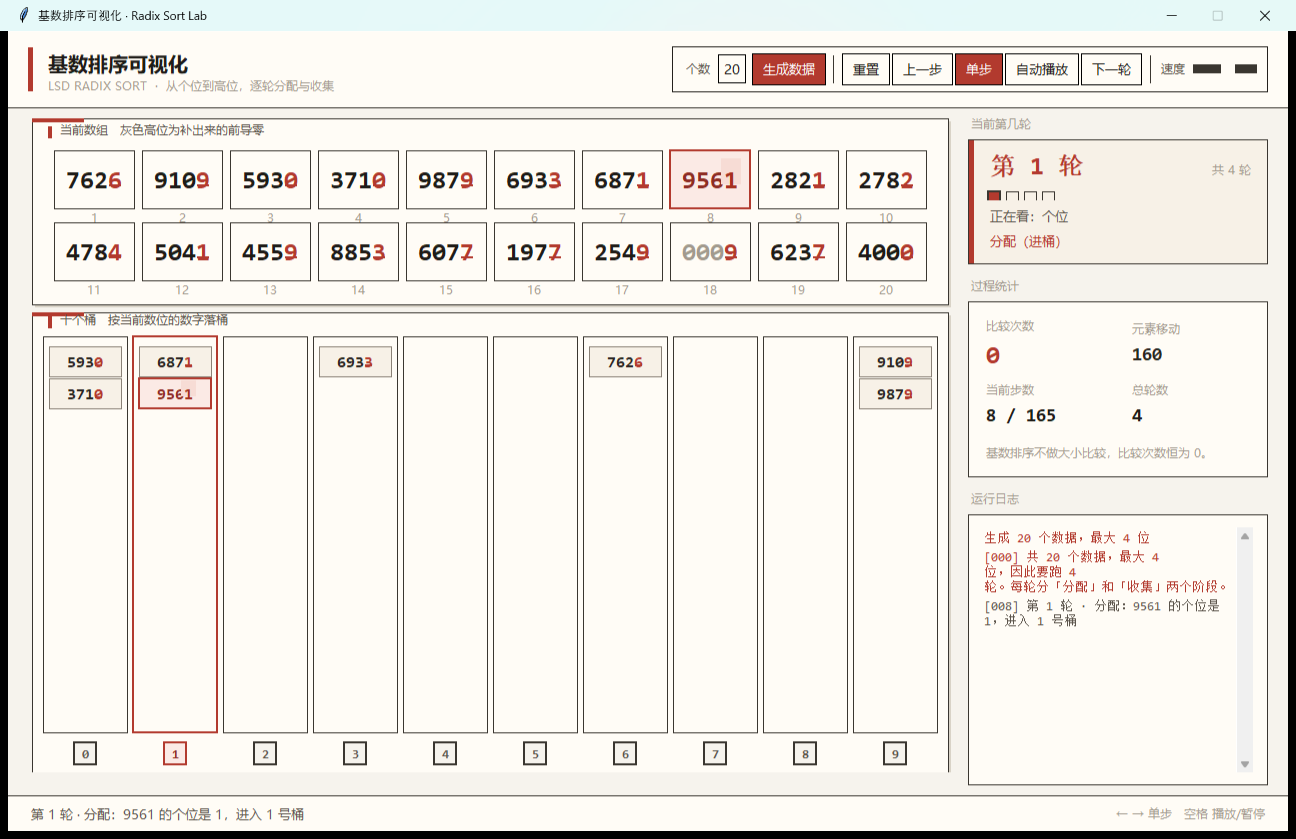 基数排序可视化 · Radix Sort Lab
基数排序可视化
LSD RADIX SORT · 从个位到高位，逐轮分配与收集
个数 20 生成数据 重置 上一步 单步 自动播放 下一轮 速度
当前数组 灰色高位为补出来的前导零
7626 9109 5930 3710 9879 6933 6871 9561 2821 2782
1 2 3 4 5 6 7 8 9 10
4784 5041 4559 8853 6077 1977 2549 0009 6237 4000
11 12 13 14 15 16 17 18 19 20
十个桶 按当前数位的数字落桶
5930 6871 6933 7626 9109
3710 9561 9879
0 1 2 3 4 5 6 7 8 9
当前第几轮
第 1 轮 共 4 轮
正在看：个位
分配（进桶）
过程统计
比较次数 元素移动
0 160
当前步数 总轮数
8 / 165 4
基数排序不做大小比较，比较次数恒为 0。
运行日志
生成 20 个数据，最大 4 位
[000] 共 20 个数据，最大 4
位，因此要跑 4
轮。每轮分「分配」和「收集」两个阶段。
[008] 第 1 轮 · 分配：9561 的个位是
1，进入 1 号桶
第 1 轮 · 分配：9561 的个位是 1，进入 1 号桶
←→ 单步 空格 播放/暂停